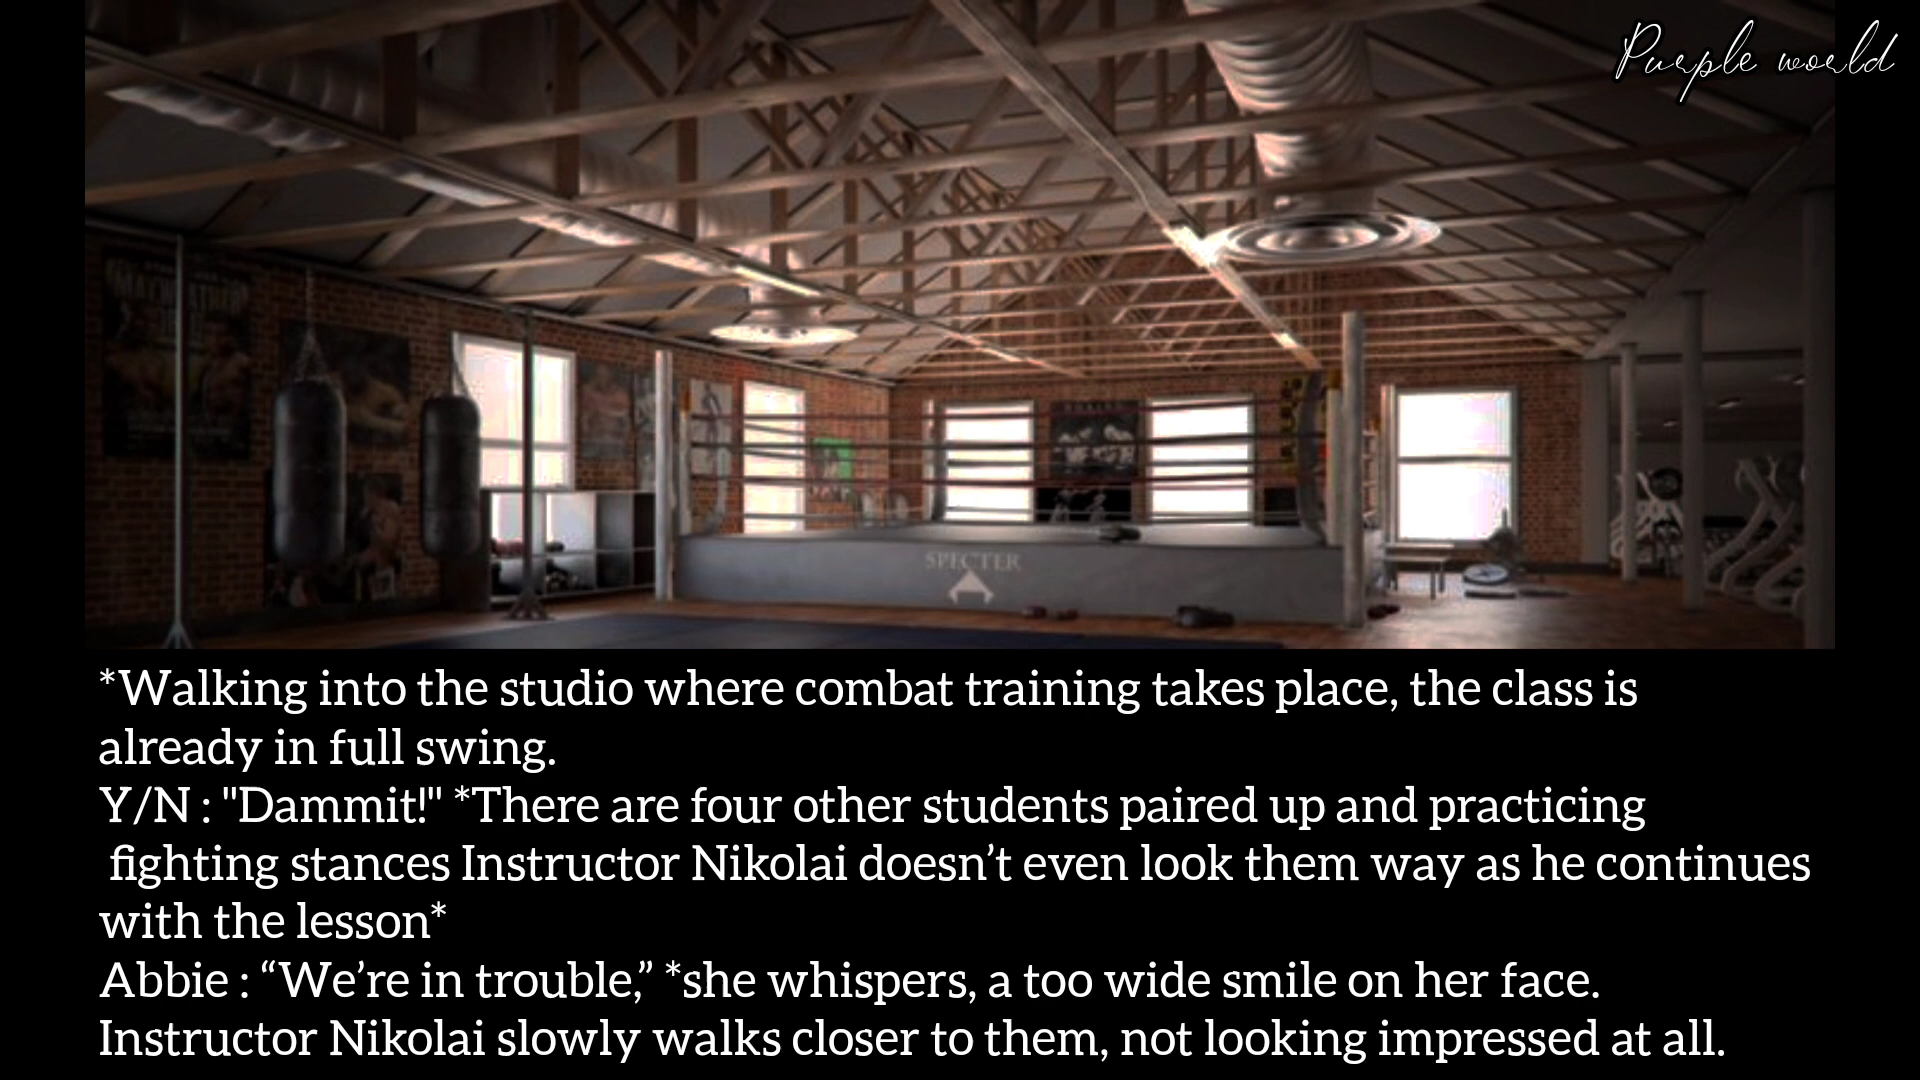 Purple world
SPECTER
*Walking into the studio where combat training takes place, the class is
already in full swing.
Y/N : "Dammit!" *There are four other students paired up and practicing
fighting stances Instructor Nikolai doesn’t even look them way as he continues
with the lesson*
Abbie : “We’re in trouble,” *she whispers, a too wide smile on her face.
Instructor Nikolai slowly walks closer to them, not looking impressed at all.